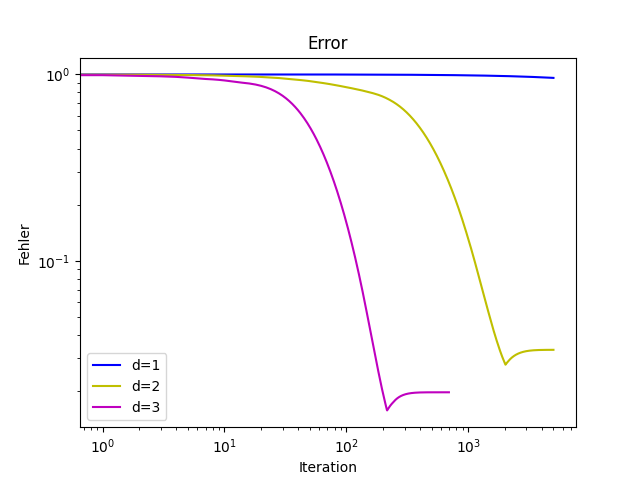 Error
Fehler
10⁰
10⁻¹
d=1
d=2
d=3
10⁰ 10¹ 10² 10³
Iteration